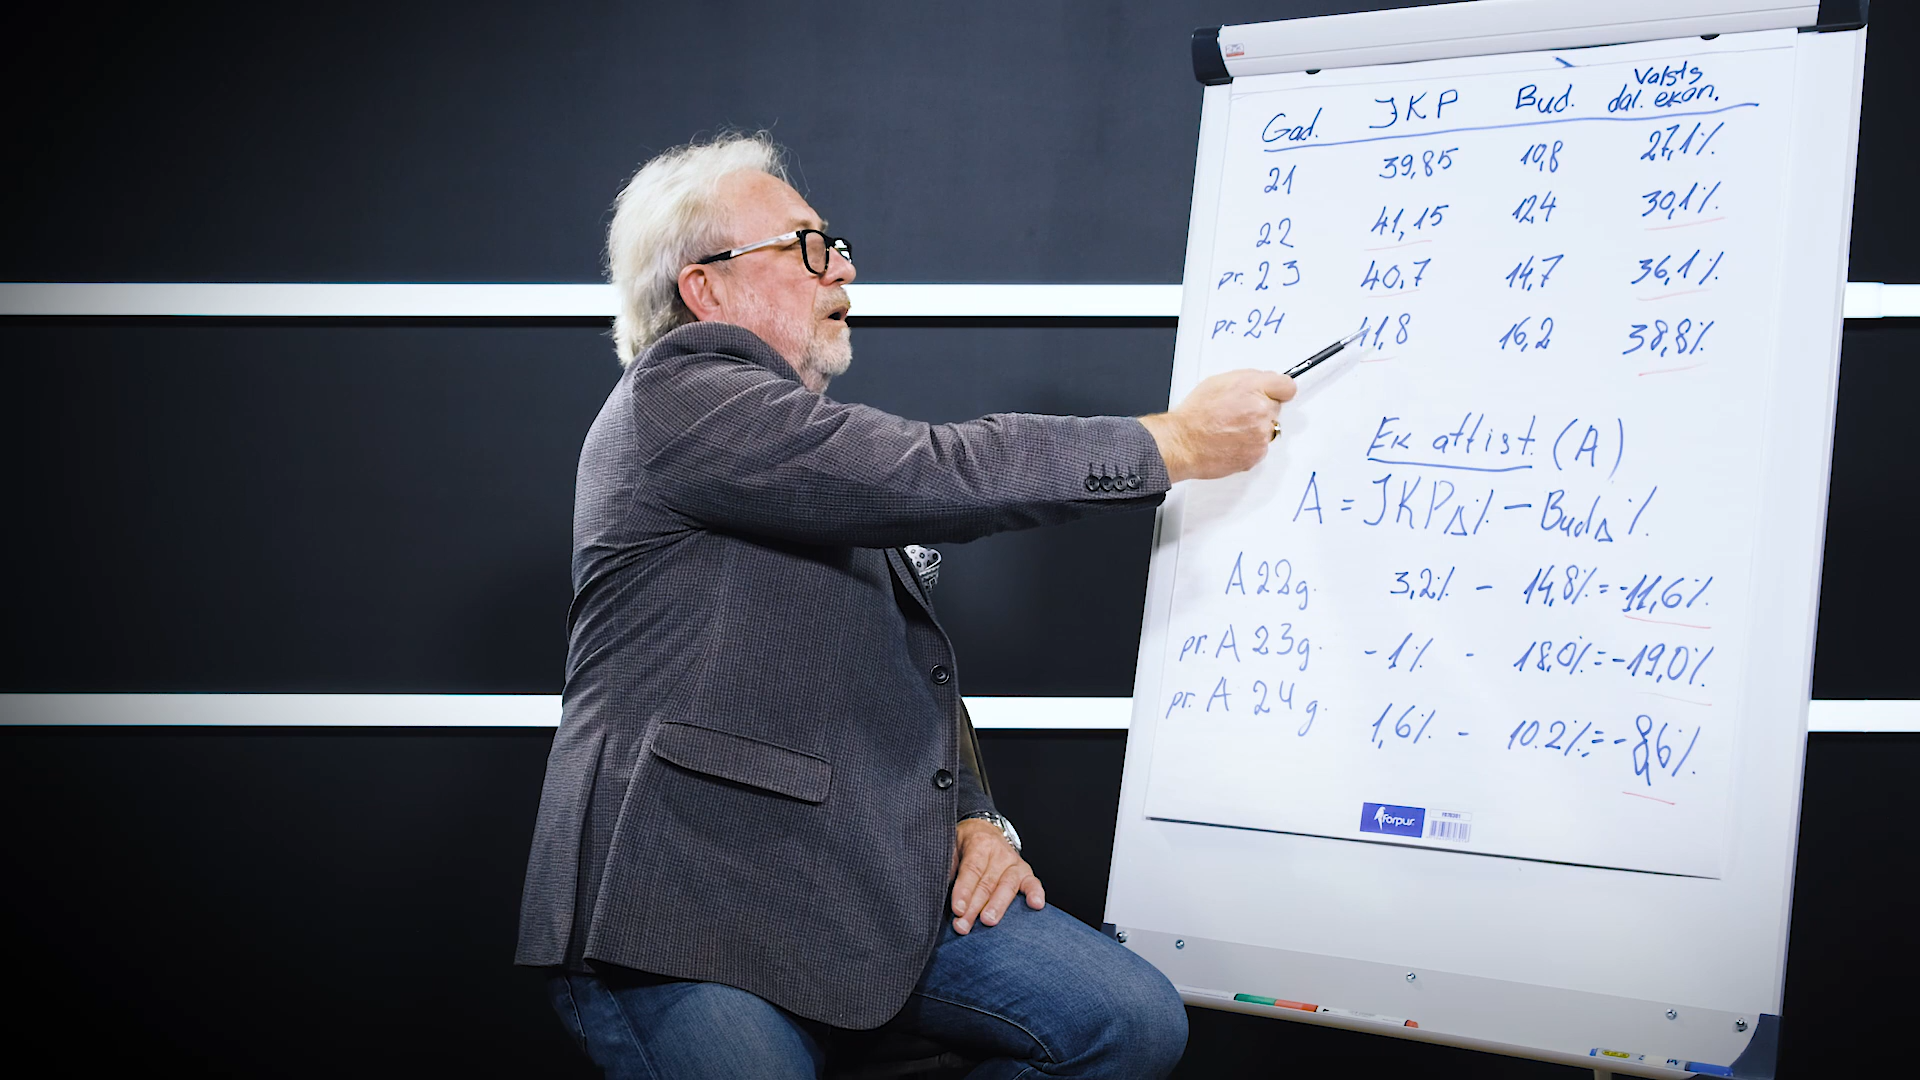 Gad. IKP Bud. Valsts dal. ekon.
21 39,85 10,8 27,1%
22 41,15 12,4 30,1%
pr. 23 40,7 14,7 36,1%
pr. 24 41,8 16,2 38,8%
Ek attīst. (A)
A = IKPΔ% - BudΔ%
A 22g. 3,2% - 14,8% = -11,6%
pr. A 23g. -1% - 18,0% = -19,0%
pr. A 24g. 1,6% - 10.2% = -8,6%
forpus